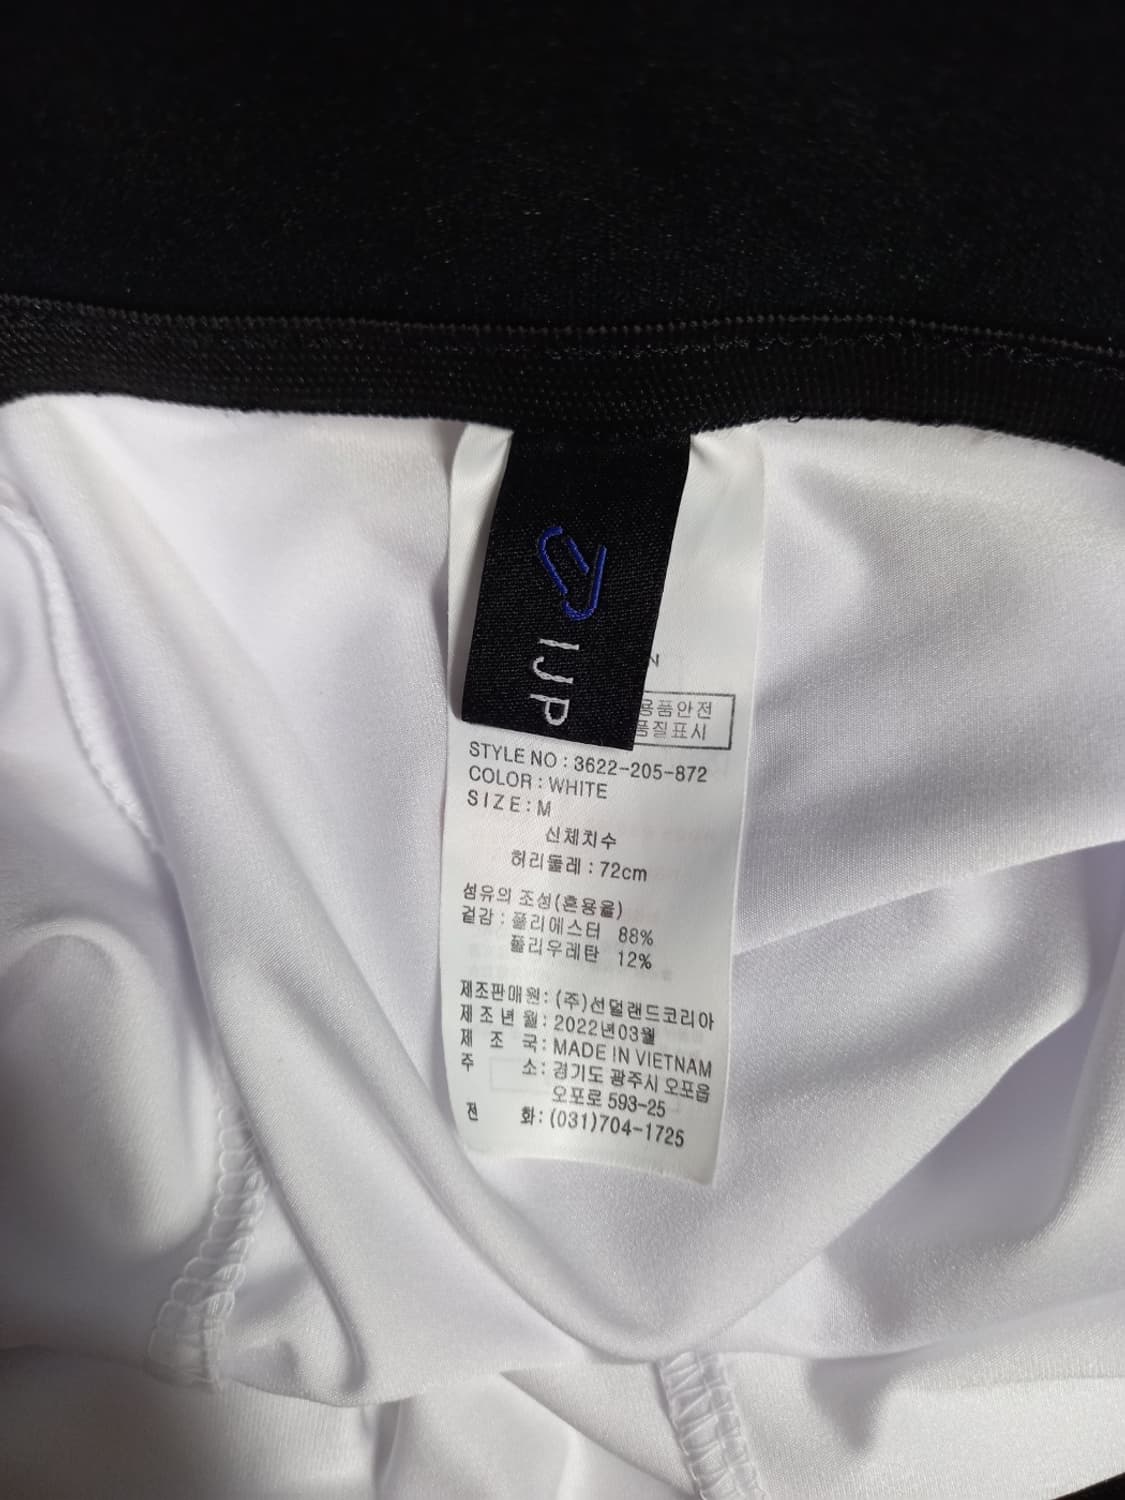 IJP
N
용품안전
품질표시
STYLE NO : 3622-205-872
COLOR : WHITE
SIZE : M
신체치수
허리둘레 : 72cm
섬유의 조성(혼용율)
겉감 : 폴리에스터 88%
폴리우레탄 12%
제조판매원: (주)선덜랜드코리아
제조년월: 2022년03월
제 조 국: MADE IN VIETNAM
주 소: 경기도 광주시 오포읍
오포로 593-25
전 화: (031)704-1725